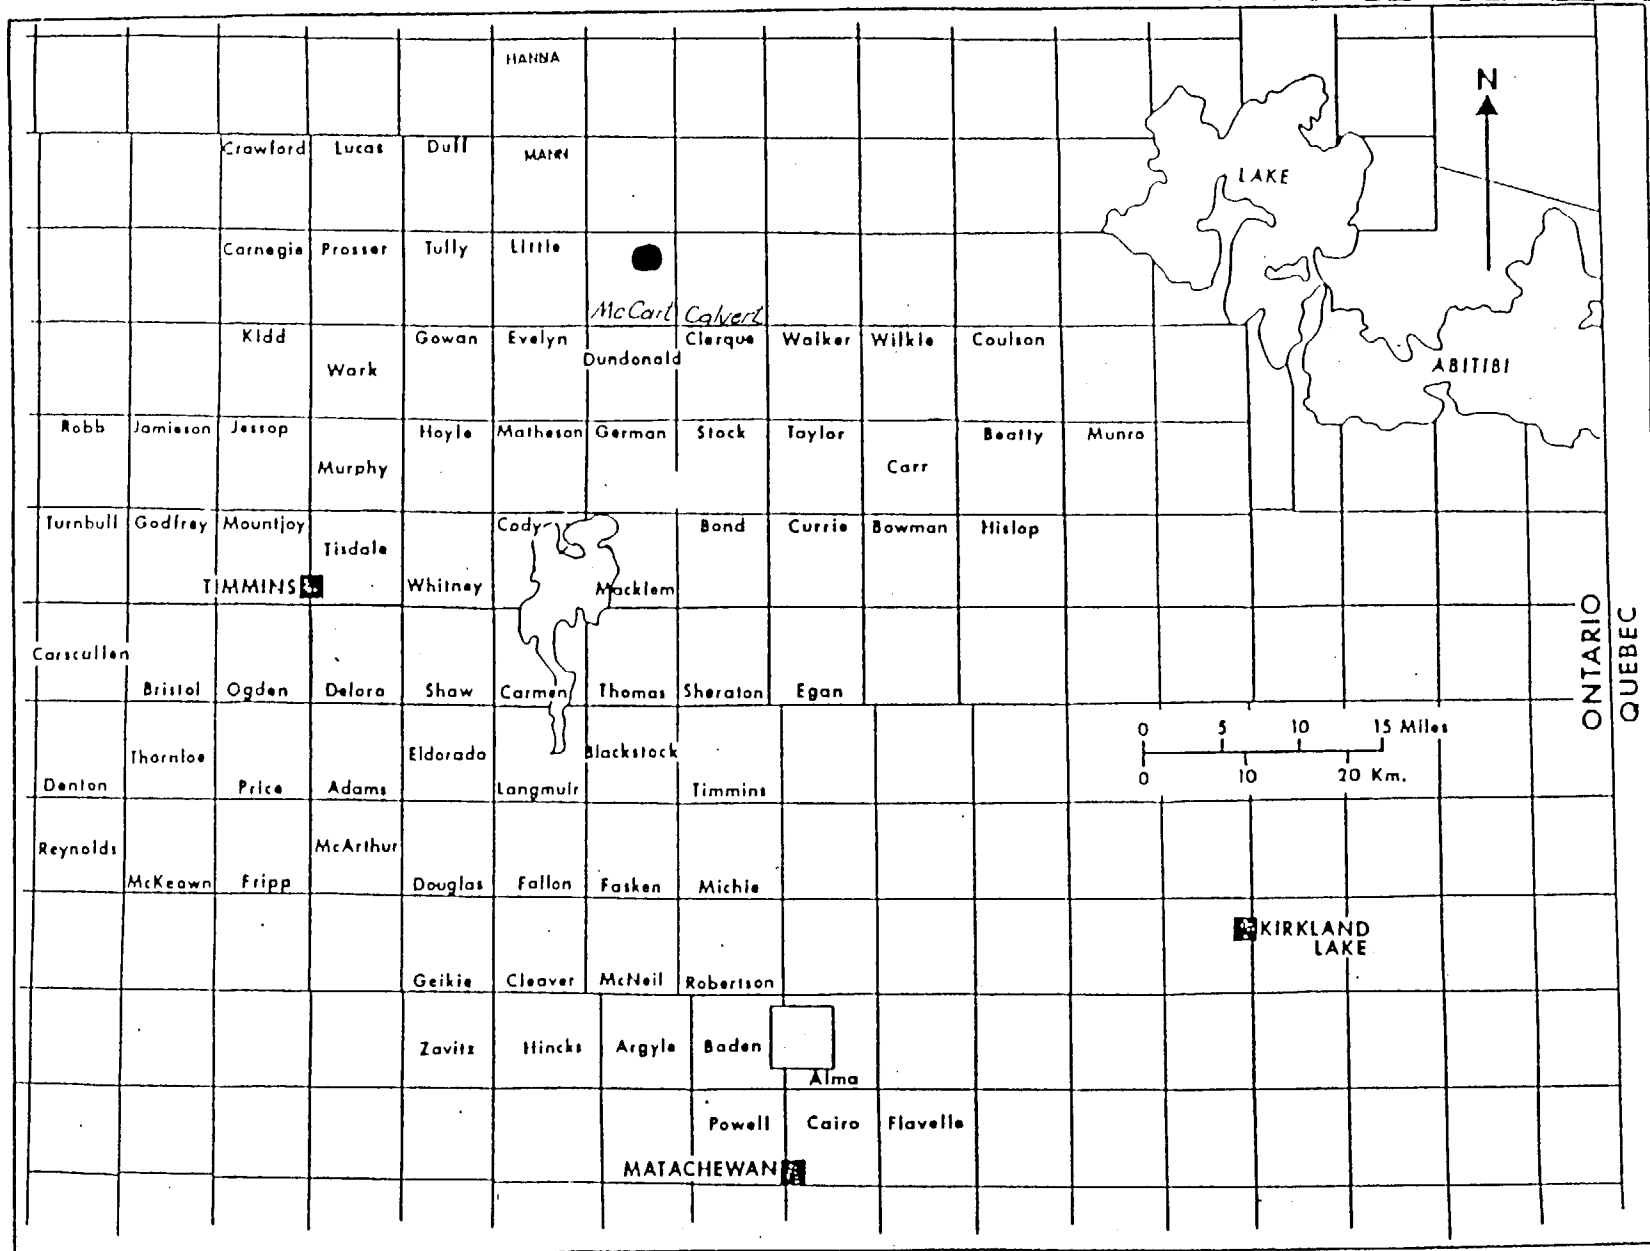 HANNA
N
Crawford Lucas Duff MANN
LAKE
Carnegie Prosser Tully Little
McCart Calvert
Kidd Gowan Evelyn Clerque Walker Wilkie Coulson
Dundonald
Wark ABITIBI
Robb Jamieson Jessop Hoyle Matheson German Stock Taylor Beatty Munro
Murphy Carr
Turnbull Godfrey Mountjoy Cody Bond Currie Bowman Hislop
Tisdale
TIMMINS Whitney Macklem
ONTARIO
QUEBEC
Carscullen
Bristol Ogden Deloro Shaw Carmen Thomas Sheraton Egan
0 5 10 15 Miles
0 10 20 Km.
Thornloe Eldorado Blackstock
Denton Price Adams Langmuir Timmins
Reynolds McArthur
McKeown Fripp Douglas Fallon Fasken Michie
KIRKLAND
LAKE
Geikie Cleaver McNeil Robertson
Zavitz Hincks Argyle Baden
Alma
Powell Cairo Flavelle
MATACHEWAN